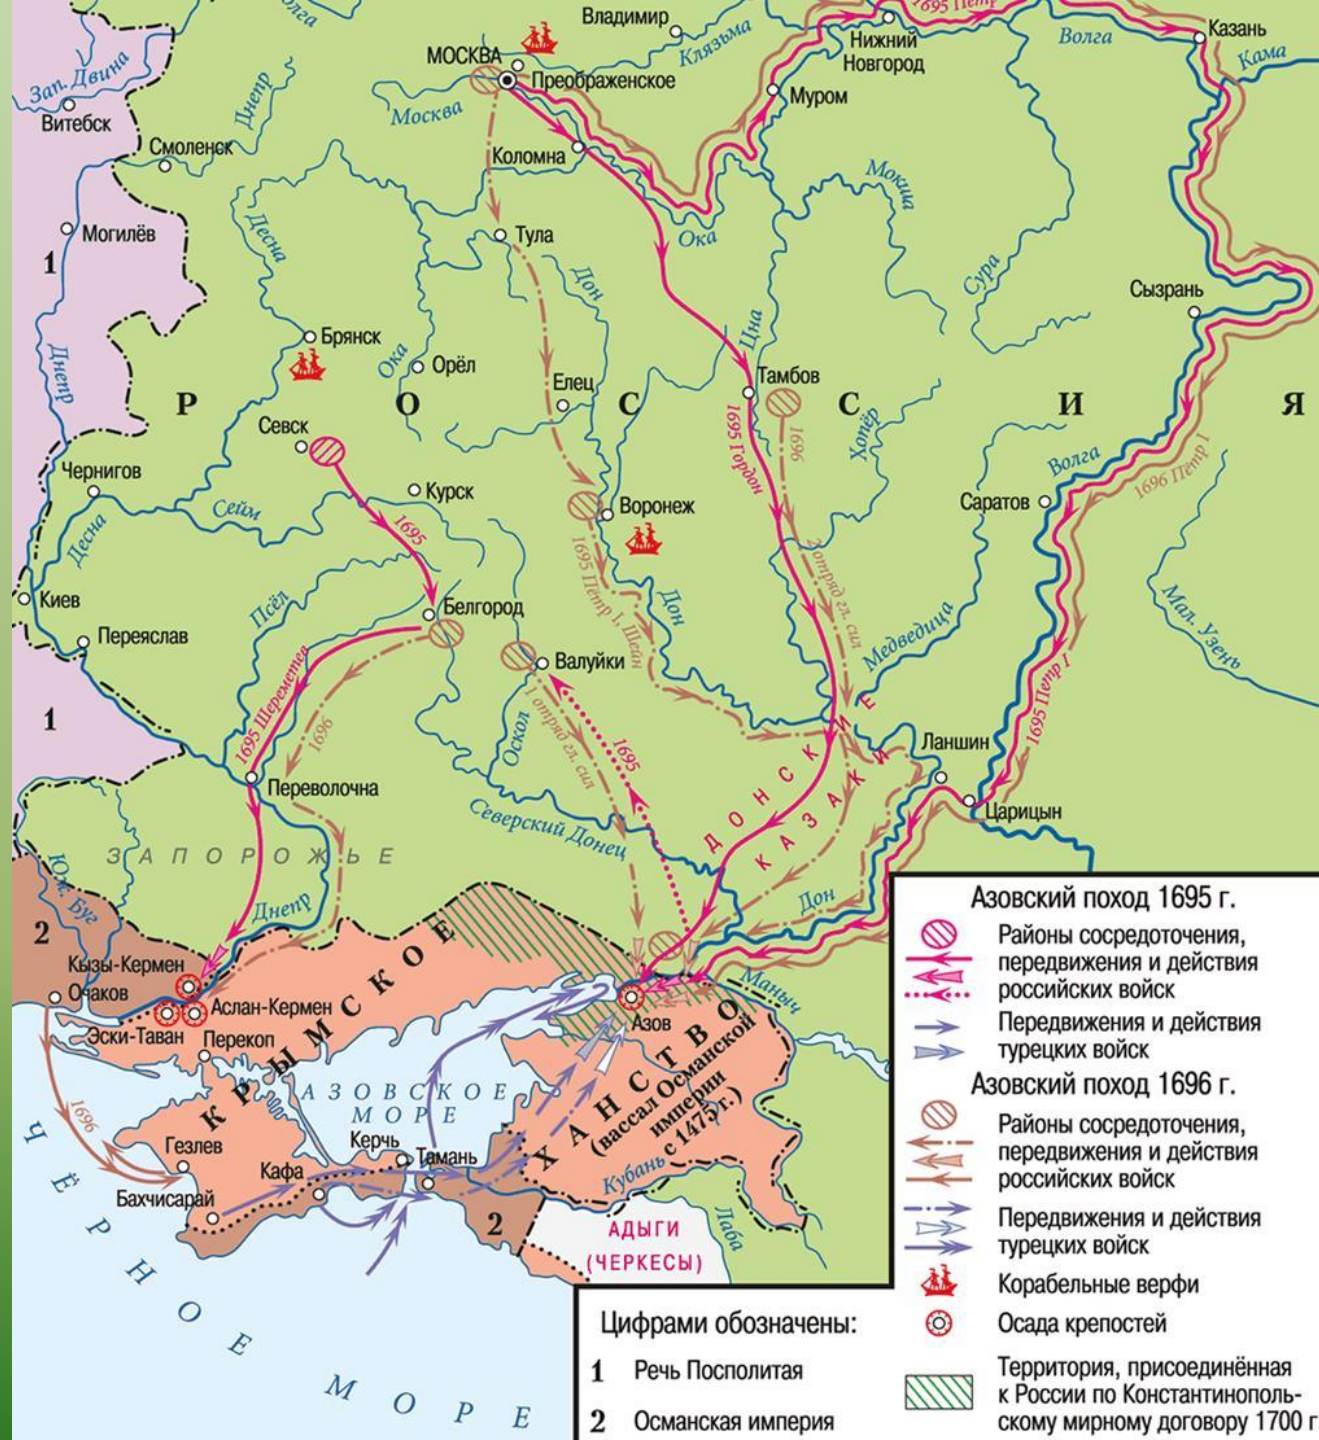 Волга
Владимир
Клязьма
1695 Пётр
Нижний
Новгород
Волга
Казань
Кама
Зап. Двина
Витебск
Днепр
МОСКВА
Преображенское
Москва
Муром
Смоленск
Коломна
Мокша
Могилёв
1
Десна
Тула
Ока
Дон
Сура
Сызрань
Днепр
Брянск
Ока
Орёл
Цна
Елец
Тамбов
Р О С С И Я
Севск
1695 Гордон
1696
Хопёр
Чернигов
Сейм
Курск
1695
Воронеж
Саратов
Волга
1696 Пётр I
Десна
Киев
Псёл
Белгород
1695 Пётр I, Шеин
Дон
2 отряд гл. сил
Медведица
Мал. Узень
Переяслав
Валуйки
1
1695 Шереметев
1696
Оскол
1 отряд гл. сил
1695
1695 Пётр I
Ланшин
Переволочна
Царицын
Северский Донец
ДОНСКИЕ
КАЗАКИ
ЗАПОРОЖЬЕ
Юж. Буг
Днепр
Дон
2
Кызы-Кермен
Очаков
Аслан-Кермен
Эски-Таван
Перекоп
Азов
Маныч
КРЫМСКОЕ
ХАНСТВО
(вассал Османской
империи
с 1475 г.)
АЗОВСКОЕ
МОРЕ
1696
Гезлев
Керчь
Тамань
Кафа
Бахчисарай
Кубань
Лаба
2
АДЫГИ
(ЧЕРКЕСЫ)
ЧЁРНОЕ МОРЕ
Азовский поход 1695 г.
Районы сосредоточения,
передвижения и действия
российских войск
Передвижения и действия
турецких войск
Азовский поход 1696 г.
Районы сосредоточения,
передвижения и действия
российских войск
Передвижения и действия
турецких войск
Корабельные верфи
Осада крепостей
Территория, присоединённая
к России по Константинополь-
скому мирному договору 1700 г
Цифрами обозначены:
1 Речь Посполитая
2 Османская империя